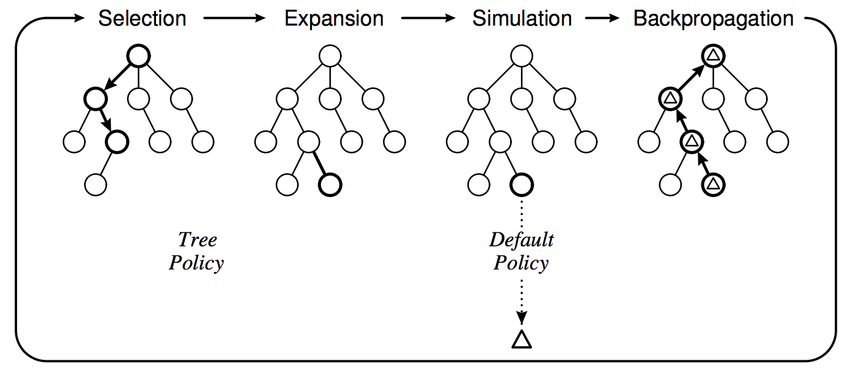 Selection
Expansion
Simulation
Backpropagation
Tree
Policy
Default
Policy